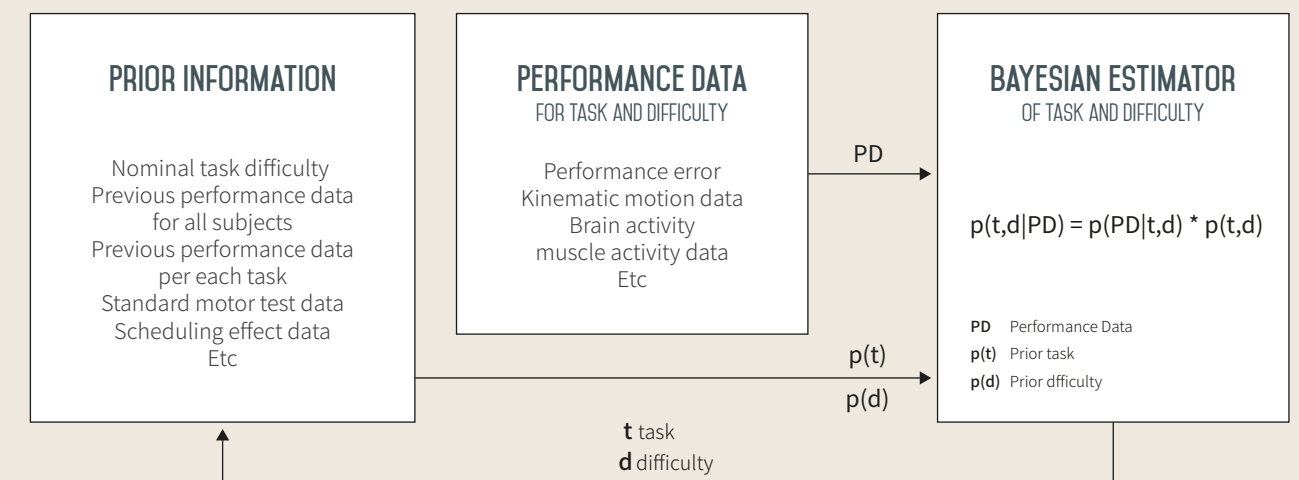 PRIOR INFORMATION
Nominal task difficulty
Previous performance data
for all subjects
Previous performance data
per each task
Standard motor test data
Scheduling effect data
Etc
PERFORMANCE DATA
FOR TASK AND DIFFICULTY
Performance error
Kinematic motion data
Brain activity
muscle activity data
Etc
PD
p(t)
p(d)
t task
d difficulty
BAYESIAN ESTIMATOR
OF TASK AND DIFFICULTY
p(t,d|PD) = p(PD|t,d) * p(t,d)
PD Performance Data
p(t) Prior task
p(d) Prior dfficulty